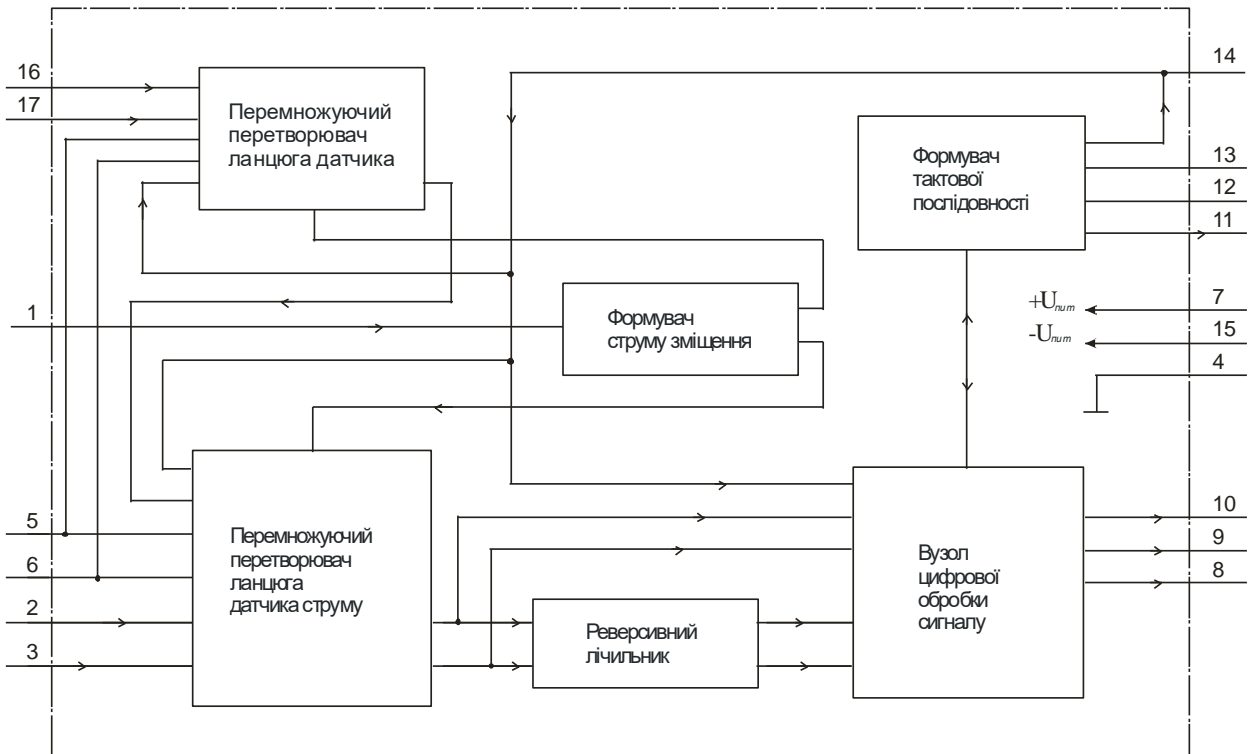 16
17
Перемножуючий
перетворювач
ланцюга датчика
14
Формувач
тактової
послідовності
13
12
11
1
Формувач
струму зміщення
+Uпит
7
-Uпит
15
4
5
6
2
3
Перемножуючий
перетворювач
ланцюга
датчика струму
Реверсивний
лічильник
Вузол
цифрової
обробки
сигналу
10
9
8